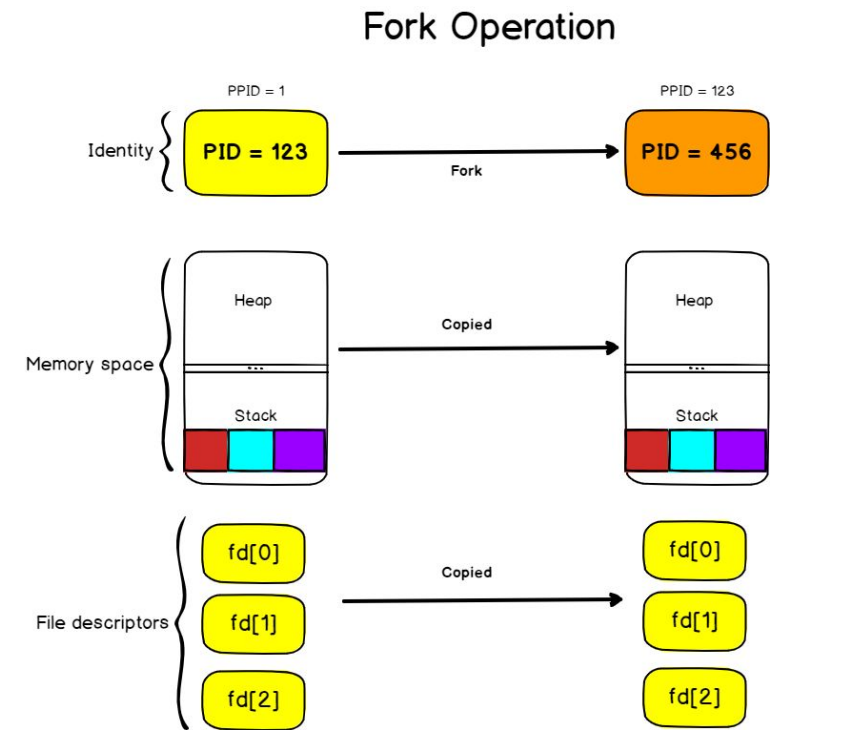 Fork Operation
PPID = 1
PPID = 123
Identity
PID = 123
Fork
PID = 456
Memory space
Heap
...
Stack
Copied
Heap
...
Stack
File descriptors
fd[0]
fd[1]
fd[2]
Copied
fd[0]
fd[1]
fd[2]